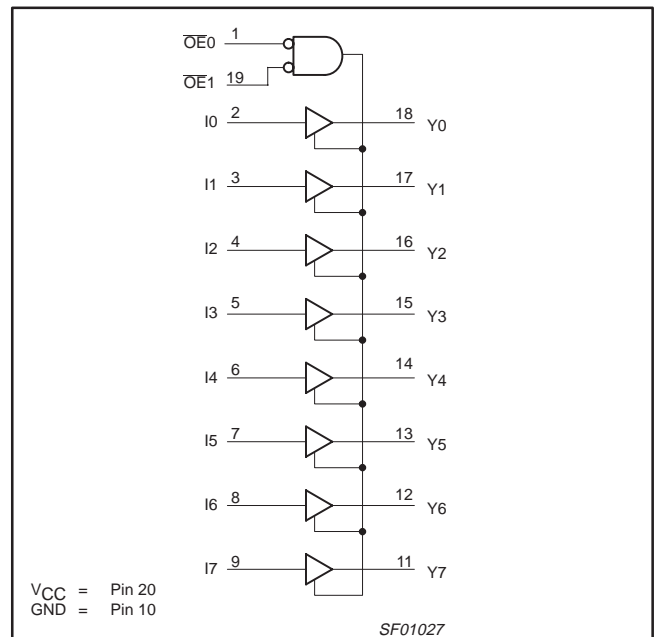 O̅E̅0 1
O̅E̅1 19
I0 2 18 Y0
I1 3 17 Y1
I2 4 16 Y2
I3 5 15 Y3
I4 6 14 Y4
I5 7 13 Y5
I6 8 12 Y6
I7 9 11 Y7
VCC = Pin 20
GND = Pin 10
SF01027